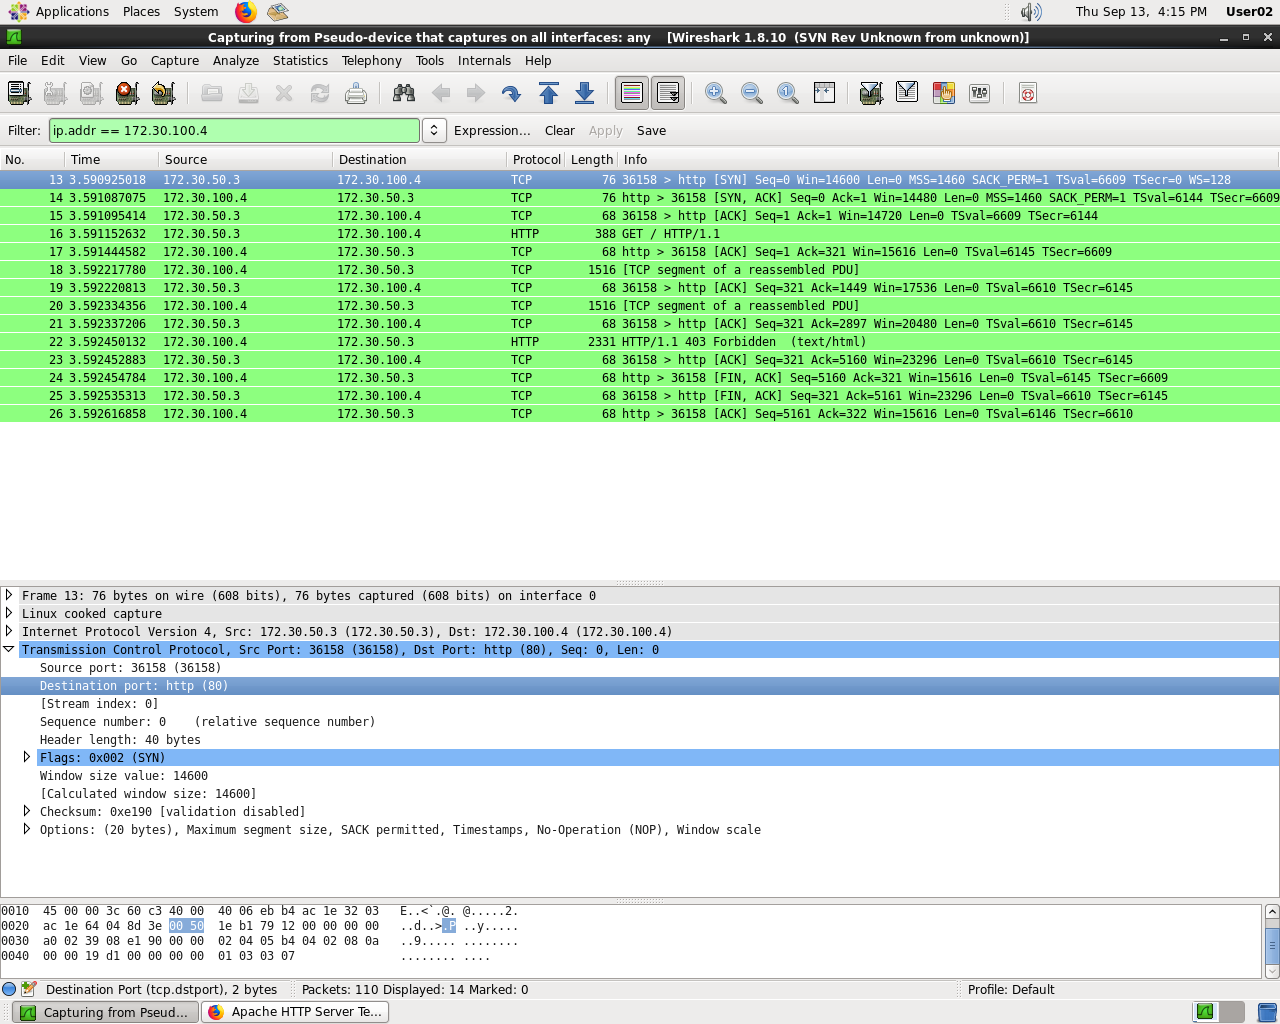 Applications Places System Thu Sep 13, 4:15 PM User02
Capturing from Pseudo-device that captures on all interfaces: any [Wireshark 1.8.10 (SVN Rev Unknown from unknown)]
File Edit View Go Capture Analyze Statistics Telephony Tools Internals Help
Filter: ip.addr == 172.30.100.4 Expression... Clear Apply Save
No. Time Source Destination Protocol Length Info
13 3.590925018 172.30.50.3 172.30.100.4 TCP 76 36158 > http [SYN] Seq=0 Win=14600 Len=0 MSS=1460 SACK_PERM=1 TSval=6609 TSecr=0 WS=128
14 3.591087075 172.30.100.4 172.30.50.3 TCP 76 http > 36158 [SYN, ACK] Seq=0 Ack=1 Win=14480 Len=0 MSS=1460 SACK_PERM=1 TSval=6144 TSecr=6609
15 3.591095414 172.30.50.3 172.30.100.4 TCP 68 36158 > http [ACK] Seq=1 Ack=1 Win=14720 Len=0 TSval=6609 TSecr=6144
16 3.591152632 172.30.50.3 172.30.100.4 HTTP 388 GET / HTTP/1.1
17 3.591444582 172.30.100.4 172.30.50.3 TCP 68 http > 36158 [ACK] Seq=1 Ack=321 Win=15616 Len=0 TSval=6145 TSecr=6609
18 3.592217780 172.30.100.4 172.30.50.3 TCP 1516 [TCP segment of a reassembled PDU]
19 3.592220813 172.30.50.3 172.30.100.4 TCP 68 36158 > http [ACK] Seq=321 Ack=1449 Win=17536 Len=0 TSval=6610 TSecr=6145
20 3.592334356 172.30.100.4 172.30.50.3 TCP 1516 [TCP segment of a reassembled PDU]
21 3.592337206 172.30.50.3 172.30.100.4 TCP 68 36158 > http [ACK] Seq=321 Ack=2897 Win=20480 Len=0 TSval=6610 TSecr=6145
22 3.592450132 172.30.100.4 172.30.50.3 HTTP 2331 HTTP/1.1 403 Forbidden (text/html)
23 3.592452883 172.30.50.3 172.30.100.4 TCP 68 36158 > http [ACK] Seq=321 Ack=5160 Win=23296 Len=0 TSval=6610 TSecr=6145
24 3.592454784 172.30.100.4 172.30.50.3 TCP 68 http > 36158 [FIN, ACK] Seq=5160 Ack=321 Win=15616 Len=0 TSval=6145 TSecr=6609
25 3.592535313 172.30.50.3 172.30.100.4 TCP 68 36158 > http [FIN, ACK] Seq=321 Ack=5161 Win=23296 Len=0 TSval=6610 TSecr=6145
26 3.592616858 172.30.100.4 172.30.50.3 TCP 68 http > 36158 [ACK] Seq=5161 Ack=322 Win=15616 Len=0 TSval=6146 TSecr=6610
Frame 13: 76 bytes on wire (608 bits), 76 bytes captured (608 bits) on interface 0
Linux cooked capture
Internet Protocol Version 4, Src: 172.30.50.3 (172.30.50.3), Dst: 172.30.100.4 (172.30.100.4)
Transmission Control Protocol, Src Port: 36158 (36158), Dst Port: http (80), Seq: 0, Len: 0
Source port: 36158 (36158)
Destination port: http (80)
[Stream index: 0]
Sequence number: 0 (relative sequence number)
Header length: 40 bytes
Flags: 0x002 (SYN)
Window size value: 14600
[Calculated window size: 14600]
Checksum: 0xe190 [validation disabled]
Options: (20 bytes), Maximum segment size, SACK permitted, Timestamps, No-Operation (NOP), Window scale
0010 45 00 00 3c 60 c3 40 00 40 06 eb b4 ac 1e 32 03 E..<`.@. @.....2.
0020 ac 1e 64 04 8d 3e 00 50 1e b1 79 12 00 00 00 00 ..d..>.P ..y.....
0030 a0 02 39 08 e1 90 00 00 02 04 05 b4 04 02 08 0a ..9..... ........
0040 00 00 19 d1 00 00 00 00 01 03 03 07 ........ ....
Destination Port (tcp.dstport), 2 bytes Packets: 110 Displayed: 14 Marked: 0 Profile: Default
Capturing from Pseud... Apache HTTP Server Te...